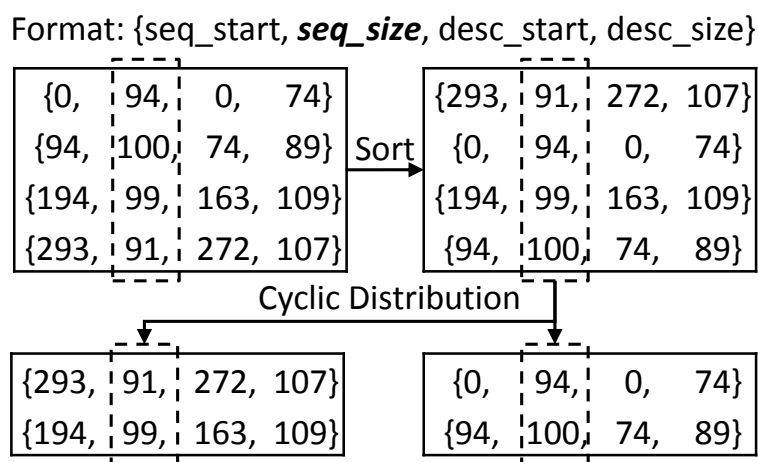 Format: {seq_start, seq_size, desc_start, desc_size}
{0, 94, 0, 74}
{94, 100, 74, 89}
{194, 99, 163, 109}
{293, 91, 272, 107}
Sort
{293, 91, 272, 107}
{0, 94, 0, 74}
{194, 99, 163, 109}
{94, 100, 74, 89}
Cyclic Distribution
{293, 91, 272, 107}
{194, 99, 163, 109}
{0, 94, 0, 74}
{94, 100, 74, 89}